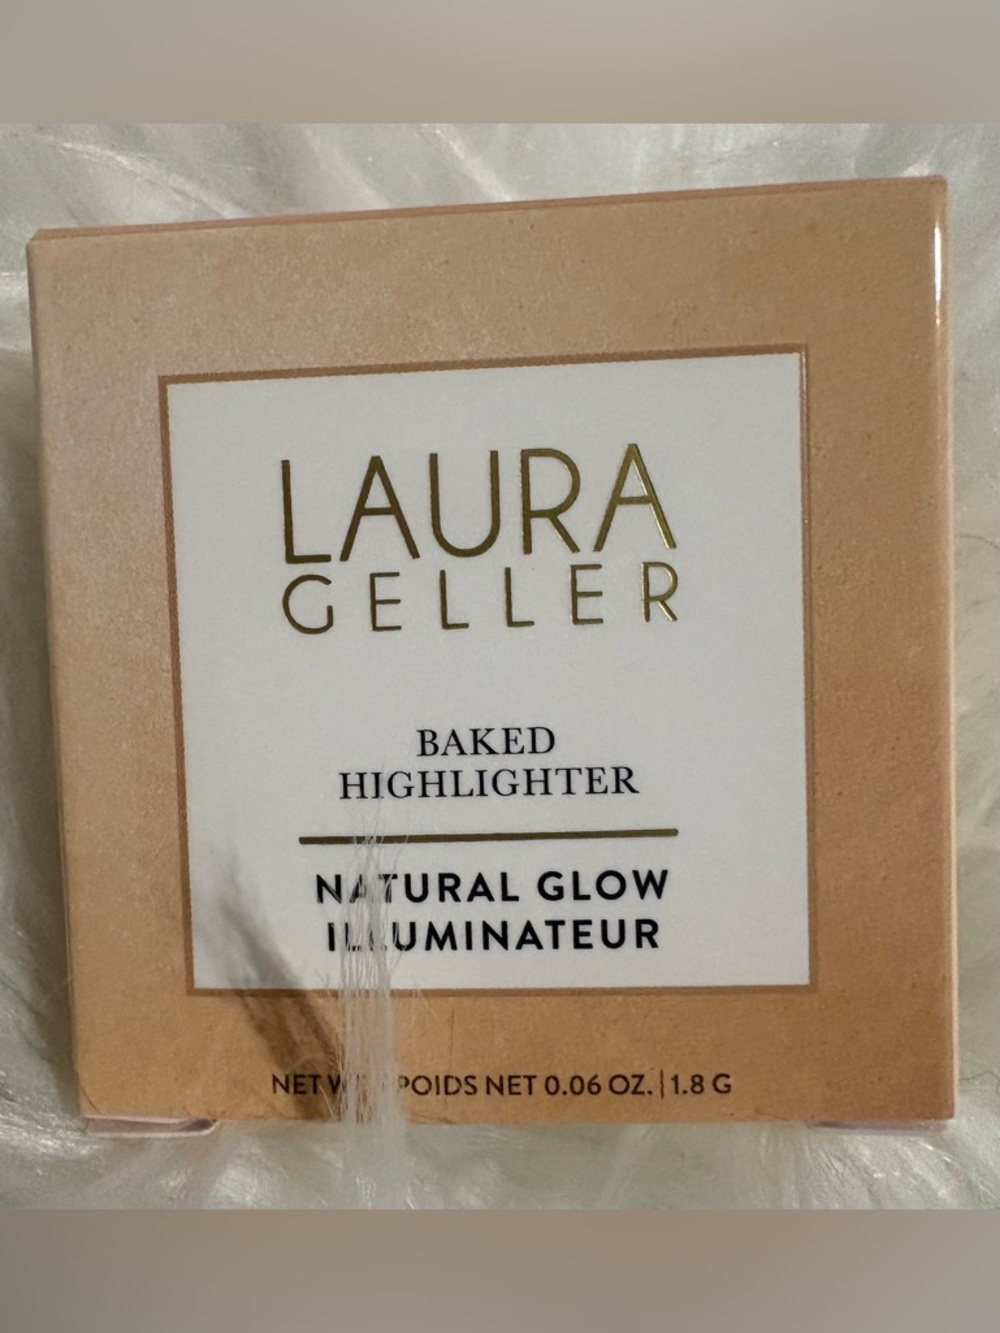 LAURA
GELLER
BAKED
HIGHLIGHTER
NATURAL GLOW
ILLUMINATEUR
NET POIDS NET 0.06 OZ. | 1.8 G